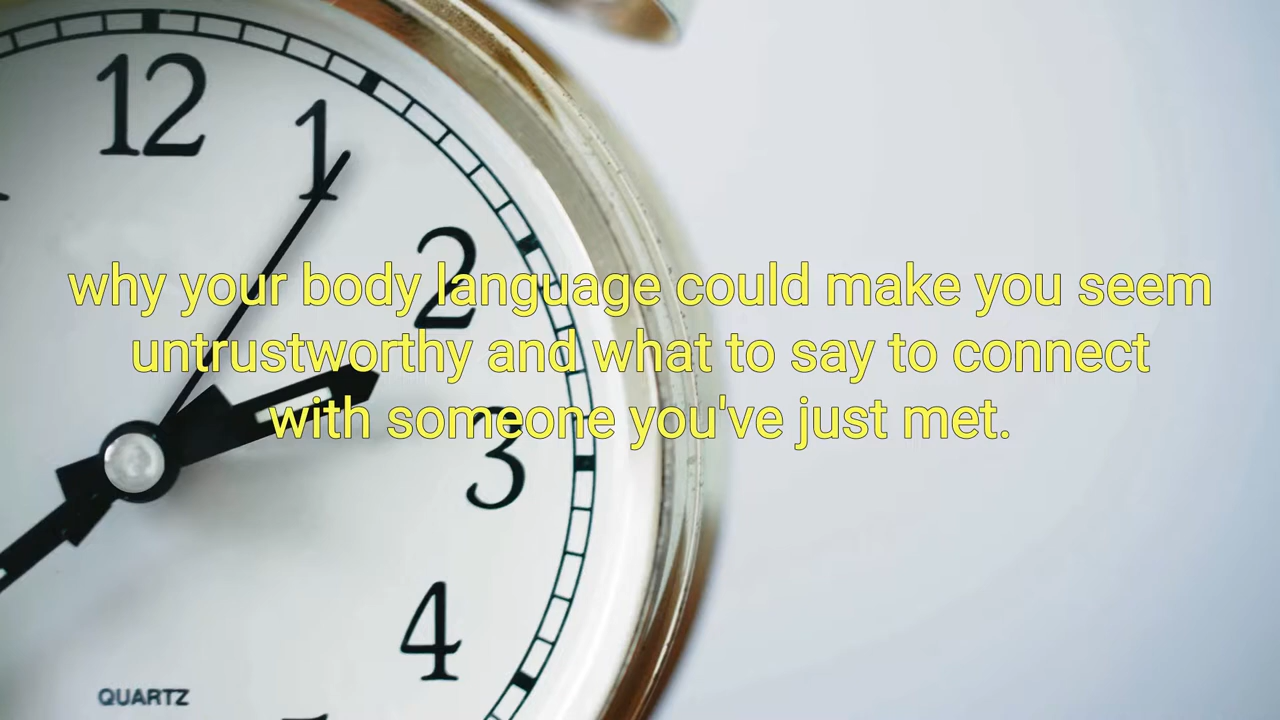 12
1
2
why your body language could make you seem
untrustworthy and what to say to connect
with someone you've just met.
3
4
QUARTZ